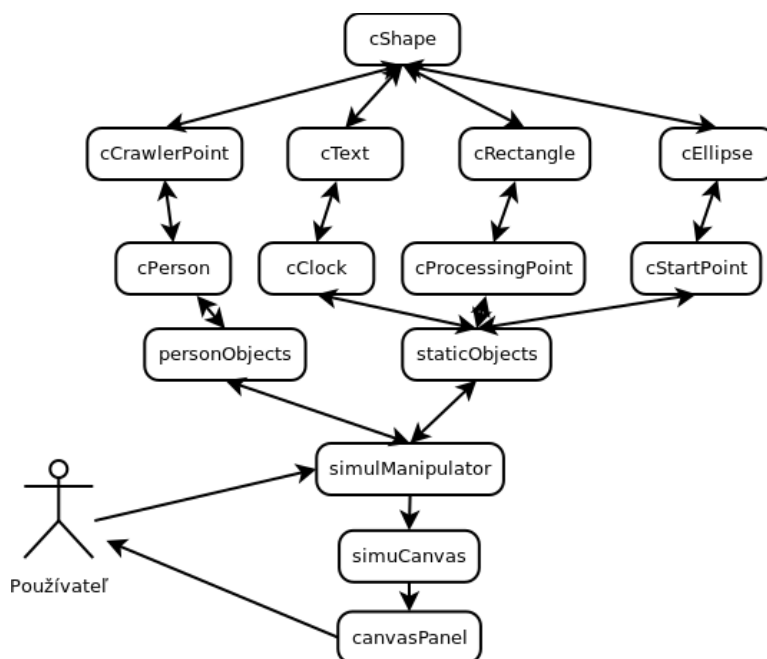 cShape
cCrawlerPoint
cText
cRectangle
cEllipse
cPerson
cClock
cProcessingPoint
cStartPoint
personObjects
staticObjects
simulManipulator
simuCanvas
Používateľ
canvasPanel